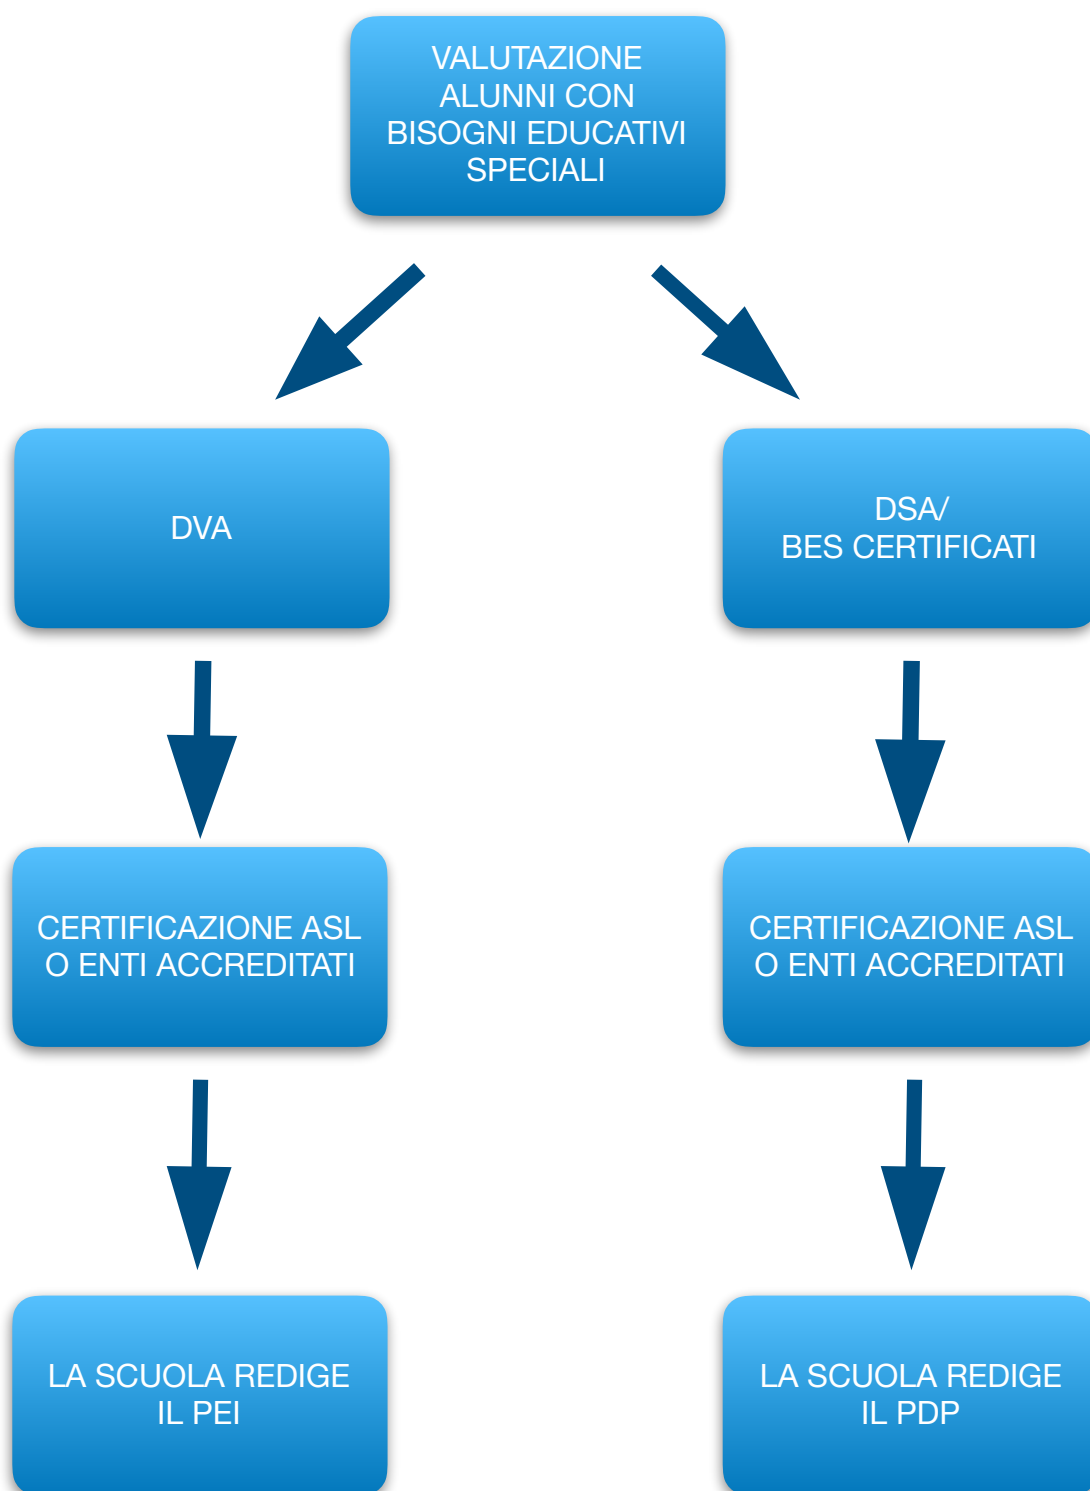 VALUTAZIONE
ALUNNI CON
BISOGNI EDUCATIVI
SPECIALI
DVA
DSA/
BES CERTIFICATI
CERTIFICAZIONE ASL
O ENTI ACCREDITATI
CERTIFICAZIONE ASL
O ENTI ACCREDITATI
LA SCUOLA REDIGE
IL PEI
LA SCUOLA REDIGE
IL PDP